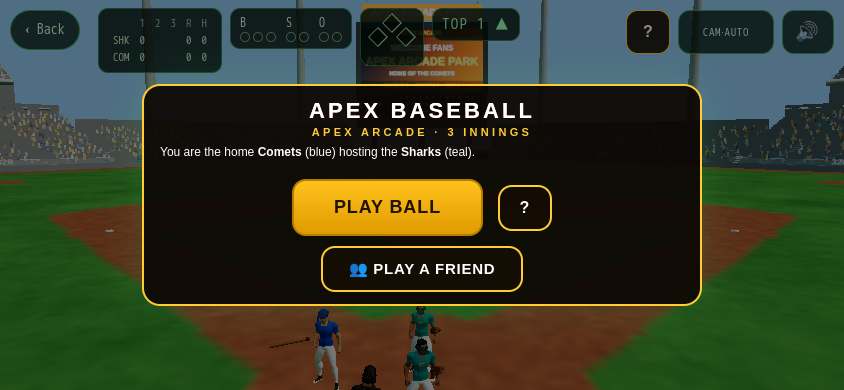 ‹ Back
1 2 3 R H
SHK 0 0 0
COM 0 0 0
B S O
TOP 1 ▲
?
CAM·AUTO
WELCOME FANS
APEX ARCADE PARK
HOME OF THE COMETS
APEX BASEBALL
APEX ARCADE · 3 INNINGS
You are the home Comets (blue) hosting the Sharks (teal).
PLAY BALL
?
PLAY A FRIEND